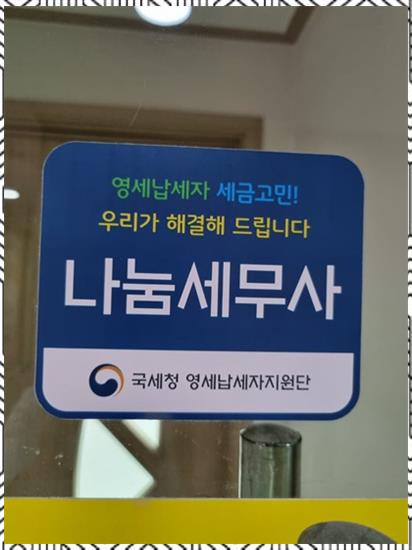 영세납세자 세금고민!
우리가 해결해 드립니다
나눔세무사
국세청 영세납세자지원단